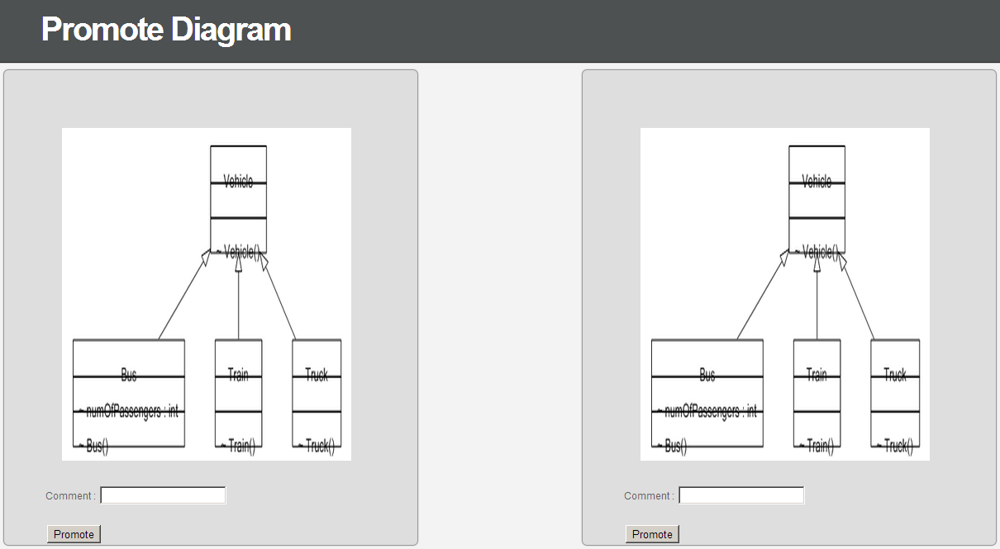 Promote Diagram
Vehicle
~ Vehicle()
Bus
~ numOfPassengers : int
~ Bus()
Train
~ Train()
Truck
~ Truck()
Comment :
Promote
Vehicle
~ Vehicle()
Bus
~ numOfPassengers : int
~ Bus()
Train
~ Train()
Truck
~ Truck()
Comment :
Promote